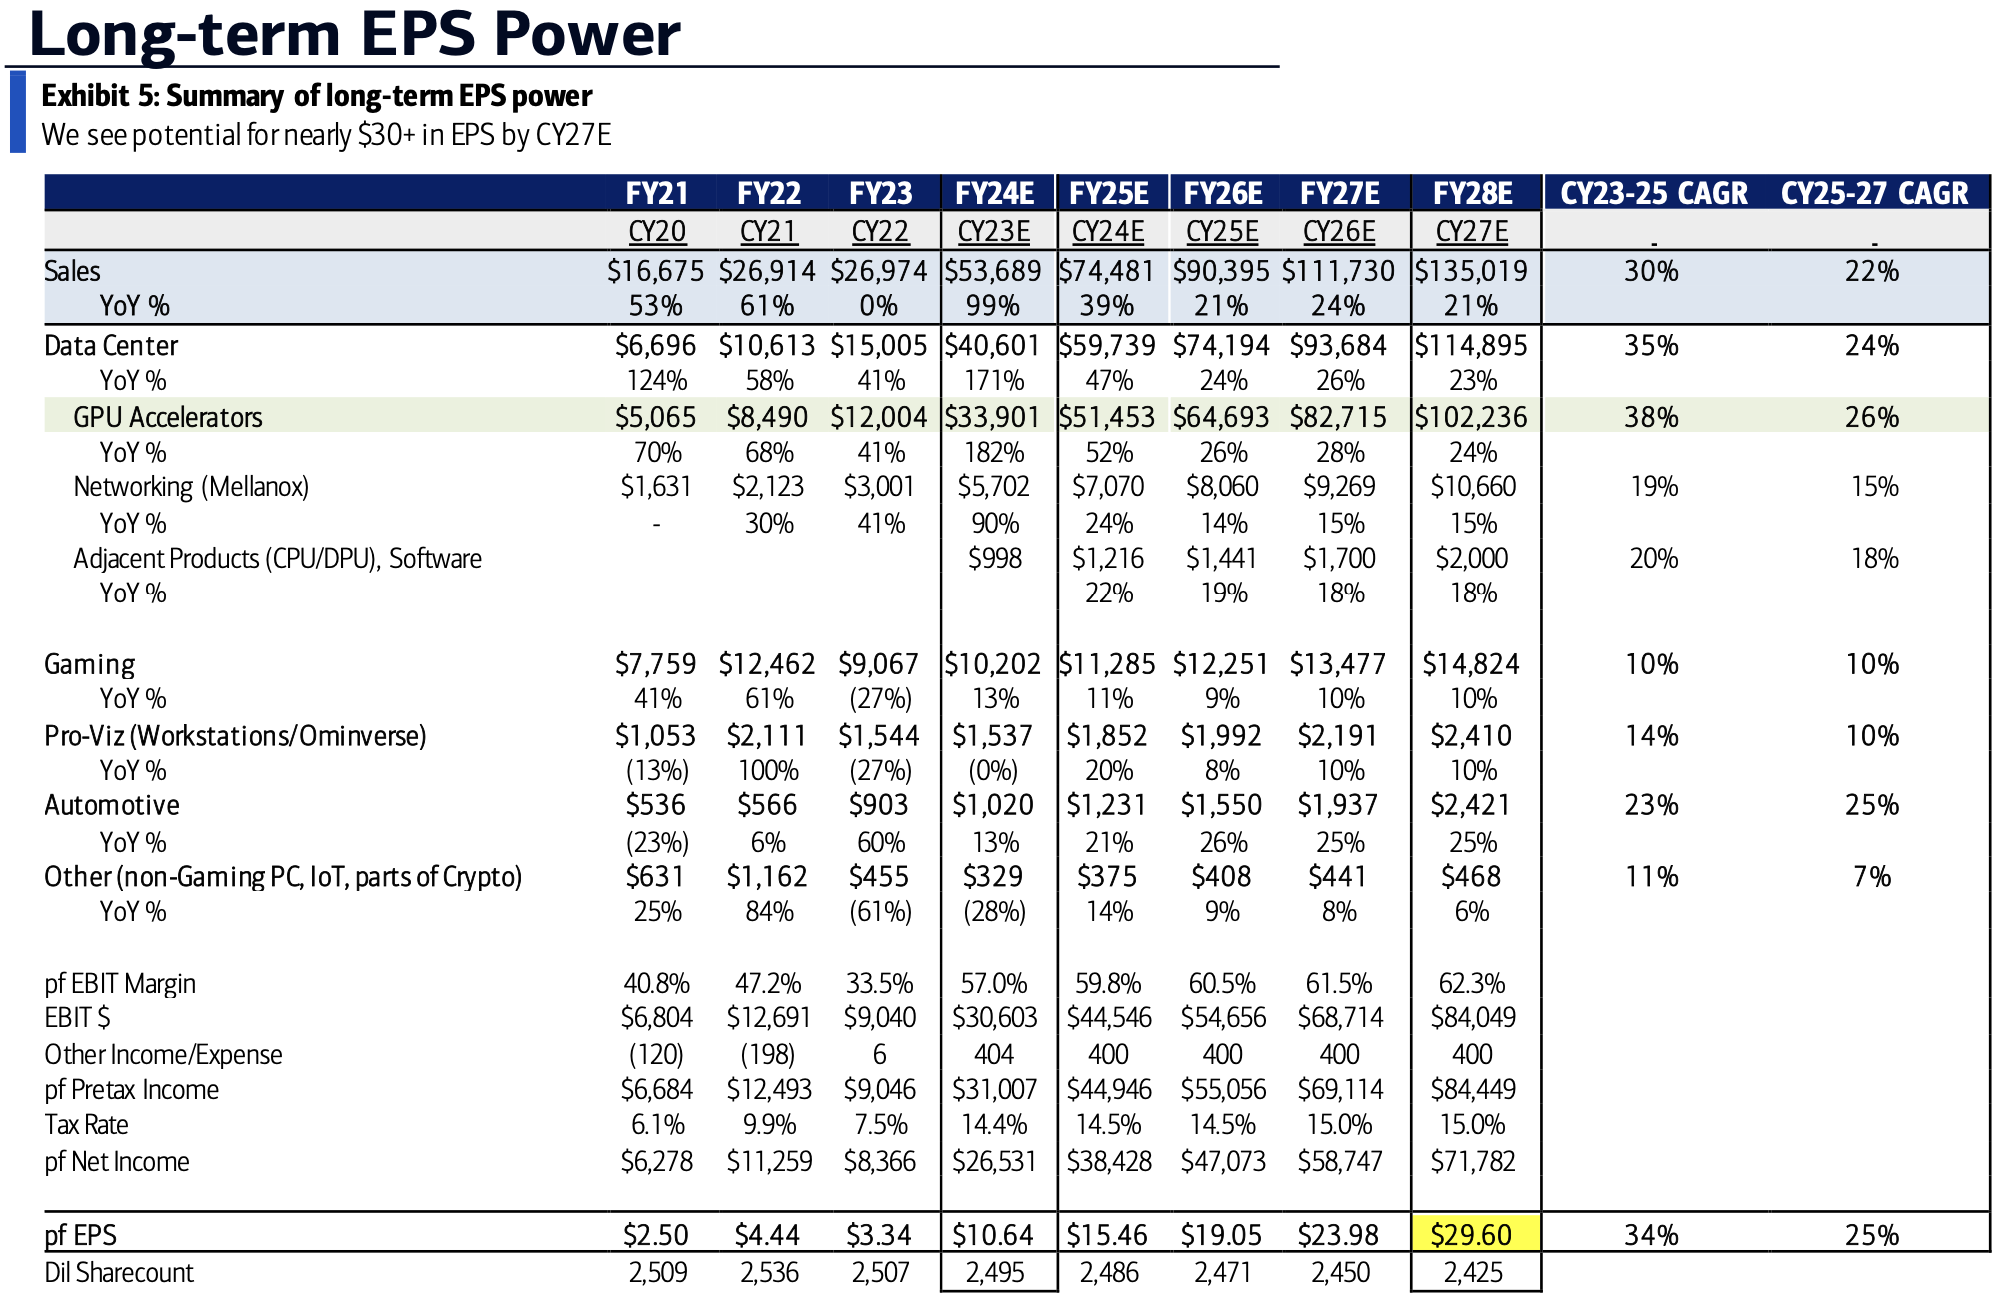 Long-term EPS Power
Exhibit 5: Summary of long-term EPS power
We see potential for nearly $30+ in EPS by CY27E
FY21 FY22 FY23 FY24E FY25E FY26E FY27E FY28E CY23-25 CAGR CY25-27 CAGR
CY20 CY21 CY22 CY23E CY24E CY25E CY26E CY27E - -
Sales $16,675 $26,914 $26,974 $53,689 $74,481 $90,395 $111,730 $135,019 30% 22%
YoY % 53% 61% 0% 99% 39% 21% 24% 21%
Data Center $6,696 $10,613 $15,005 $40,601 $59,739 $74,194 $93,684 $114,895 35% 24%
YoY % 124% 58% 41% 171% 47% 24% 26% 23%
GPU Accelerators $5,065 $8,490 $12,004 $33,901 $51,453 $64,693 $82,715 $102,236 38% 26%
YoY % 70% 68% 41% 182% 52% 26% 28% 24%
Networking (Mellanox) $1,631 $2,123 $3,001 $5,702 $7,070 $8,060 $9,269 $10,660 19% 15%
YoY % - 30% 41% 90% 24% 14% 15% 15%
Adjacent Products (CPU/DPU), Software $998 $1,216 $1,441 $1,700 $2,000 20% 18%
YoY % 22% 19% 18% 18%
Gaming $7,759 $12,462 $9,067 $10,202 $11,285 $12,251 $13,477 $14,824 10% 10%
YoY % 41% 61% (27%) 13% 11% 9% 10% 10%
Pro-Viz (Workstations/Ominverse) $1,053 $2,111 $1,544 $1,537 $1,852 $1,992 $2,191 $2,410 14% 10%
YoY % (13%) 100% (27%) (0%) 20% 8% 10% 10%
Automotive $536 $566 $903 $1,020 $1,231 $1,550 $1,937 $2,421 23% 25%
YoY % (23%) 6% 60% 13% 21% 26% 25% 25%
Other (non-Gaming PC, IoT, parts of Crypto) $631 $1,162 $455 $329 $375 $408 $441 $468 11% 7%
YoY % 25% 84% (61%) (28%) 14% 9% 8% 6%
pf EBIT Margin 40.8% 47.2% 33.5% 57.0% 59.8% 60.5% 61.5% 62.3%
EBIT $ $6,804 $12,691 $9,040 $30,603 $44,546 $54,656 $68,714 $84,049
Other Income/Expense (120) (198) 6 404 400 400 400 400
pf Pretax Income $6,684 $12,493 $9,046 $31,007 $44,946 $55,056 $69,114 $84,449
Tax Rate 6.1% 9.9% 7.5% 14.4% 14.5% 14.5% 15.0% 15.0%
pf Net Income $6,278 $11,259 $8,366 $26,531 $38,428 $47,073 $58,747 $71,782
pf EPS $2.50 $4.44 $3.34 $10.64 $15.46 $19.05 $23.98 $29.60 34% 25%
Dil Sharecount 2,509 2,536 2,507 2,495 2,486 2,471 2,450 2,425